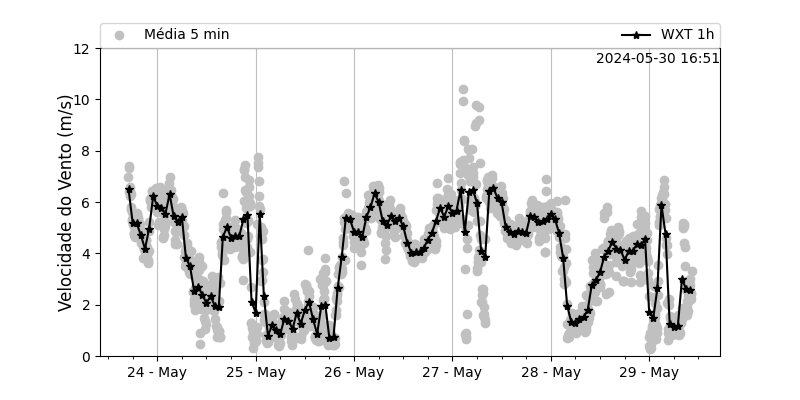 Média 5 min
WXT 1h
2024-05-30 16:51
Velocidade do Vento (m/s)
12
10
8
6
4
2
0
24 - May
25 - May
26 - May
27 - May
28 - May
29 - May